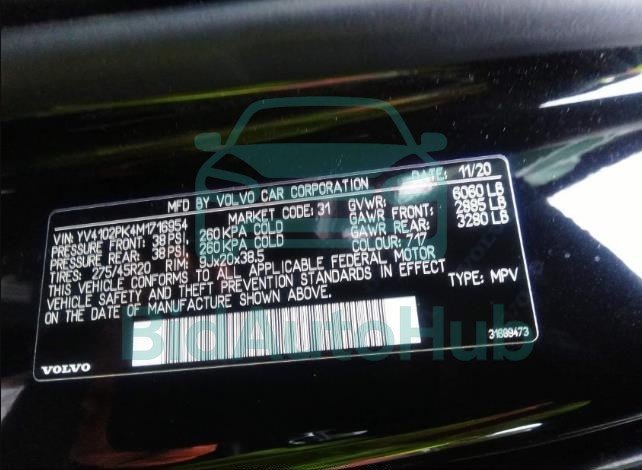 MFD BY VOLVO CAR CORPORATION DATE: 11/20
VIN: YV4102PK4M1716954 MARKET CODE: 31 GVWR: 6060 LB
PRESSURE FRONT: 38 PSI, 260 KPA COLD GAWR FRONT: 2985 LB
PRESSURE REAR: 38 PSI, 260 KPA COLD GAWR REAR: 3280 LB
TIRES: 275/45R20 RIM: 9Jx20x38.5 COLOUR: 717
THIS VEHICLE CONFORMS TO ALL APPLICABLE FEDERAL MOTOR
VEHICLE SAFETY AND THEFT PREVENTION STANDARDS IN EFFECT
ON THE DATE OF MANUFACTURE SHOWN ABOVE. TYPE: MPV
31699473
BidAutoHub
VOLVO